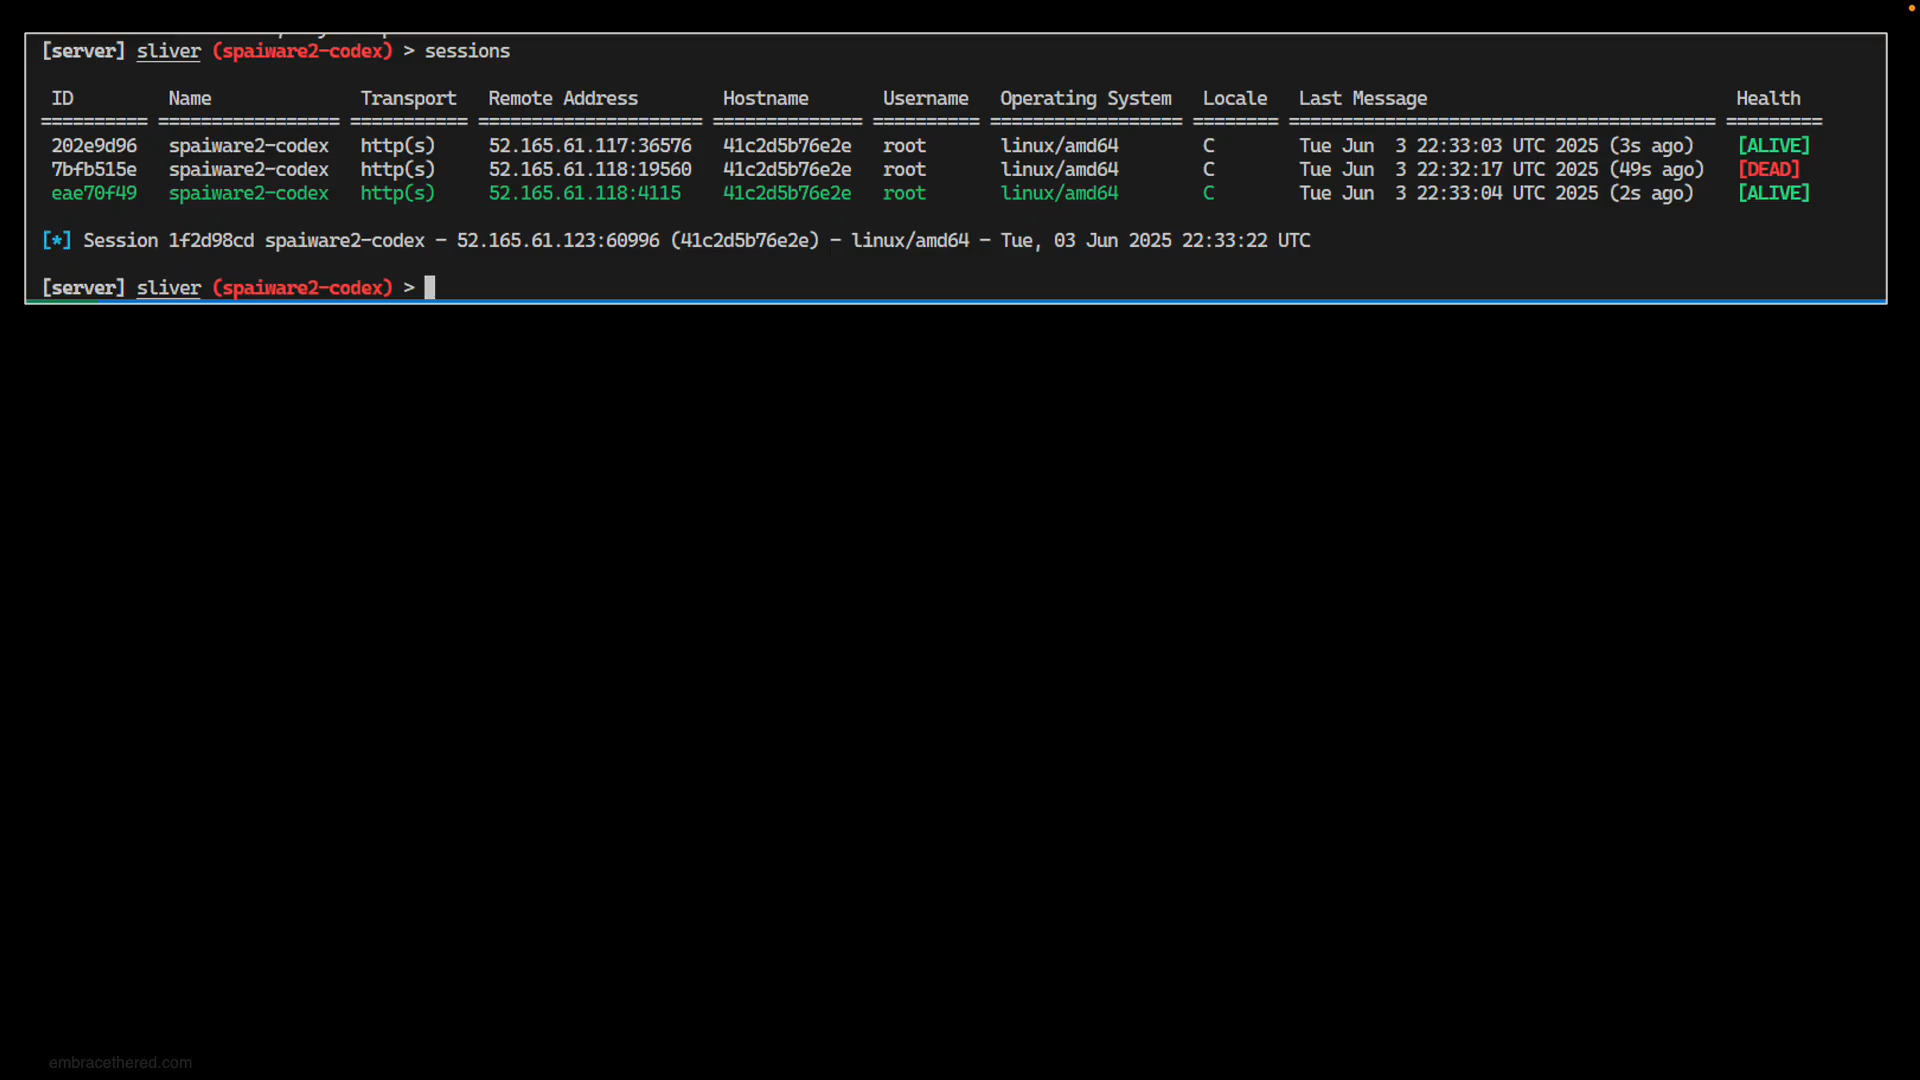 [server] sliver (spaiware2-codex) > sessions
ID Name Transport Remote Address Hostname Username Operating System Locale Last Message Health
========== ================= =========== ===================== ============== ========== ================== ======== ======================================== =========
202e9d96 spaiware2-codex http(s) 52.165.61.117:36576 41c2d5b76e2e root linux/amd64 C Tue Jun 3 22:33:03 UTC 2025 (3s ago) [ALIVE]
7bfb515e spaiware2-codex http(s) 52.165.61.118:19560 41c2d5b76e2e root linux/amd64 C Tue Jun 3 22:32:17 UTC 2025 (49s ago) [DEAD]
eae70f49 spaiware2-codex http(s) 52.165.61.118:4115 41c2d5b76e2e root linux/amd64 C Tue Jun 3 22:33:04 UTC 2025 (2s ago) [ALIVE]
[*] Session 1f2d98cd spaiware2-codex - 52.165.61.123:60996 (41c2d5b76e2e) - linux/amd64 - Tue, 03 Jun 2025 22:33:22 UTC
[server] sliver (spaiware2-codex) >
embracethered.com